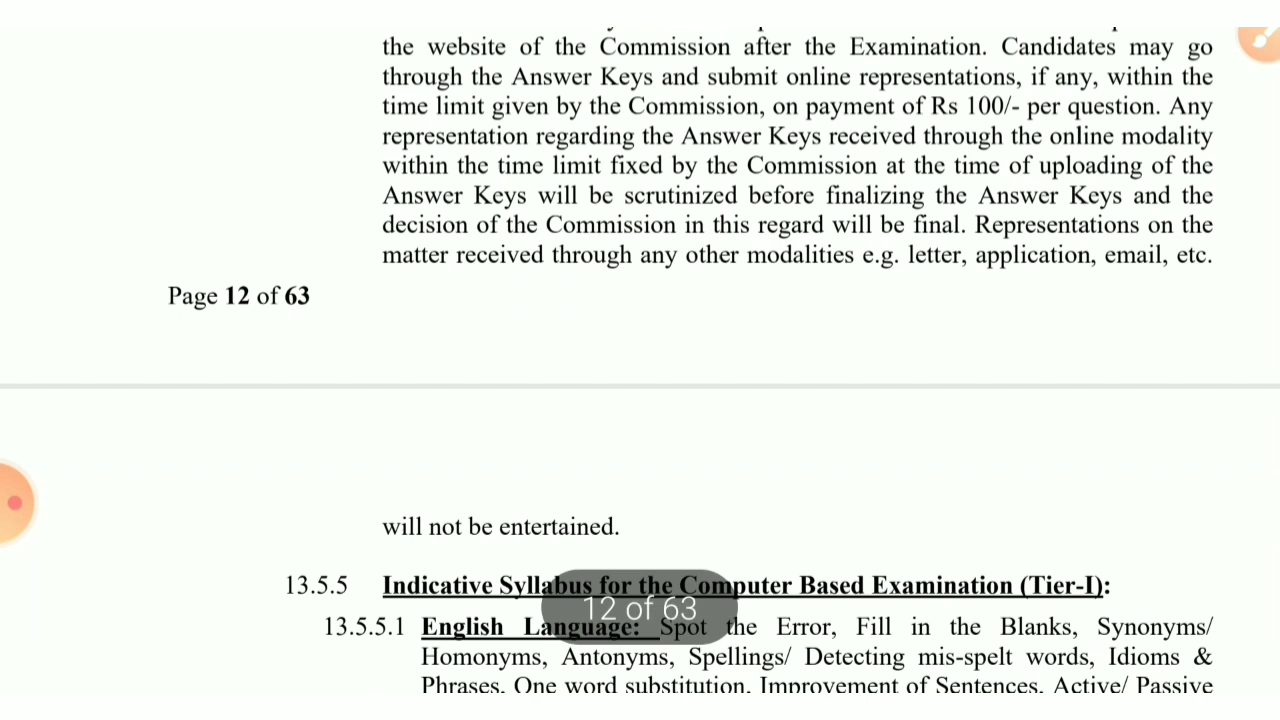 the website of the Commission after the Examination. Candidates may go
through the Answer Keys and submit online representations, if any, within the
time limit given by the Commission, on payment of Rs 100/- per question. Any
representation regarding the Answer Keys received through the online modality
within the time limit fixed by the Commission at the time of uploading of the
Answer Keys will be scrutinized before finalizing the Answer Keys and the
decision of the Commission in this regard will be final. Representations on the
matter received through any other modalities e.g. letter, application, email, etc.
Page 12 of 63
will not be entertained.
13.5.5 Indicative Syllabus for the Computer Based Examination (Tier-I):
12 of 63
13.5.5.1 English Language: Spot the Error, Fill in the Blanks, Synonyms/
Homonyms, Antonyms, Spellings/ Detecting mis-spelt words, Idioms &
Phrases, One word substitution, Improvement of Sentences, Active/ Passive